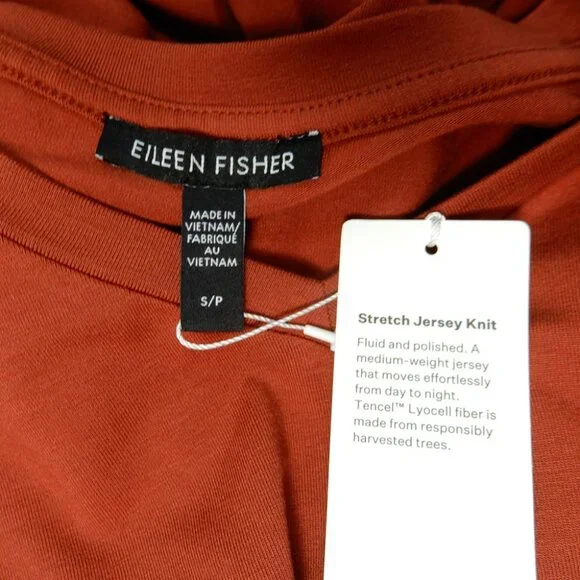 EILEEN FISHER
MADE IN
VIETNAM/
FABRIQUÉ
AU
VIETNAM
S/P
Stretch Jersey Knit
Fluid and polished. A
medium-weight jersey
that moves effortlessly
from day to night.
Tencel™ Lyocell fiber is
made from responsibly
harvested trees.